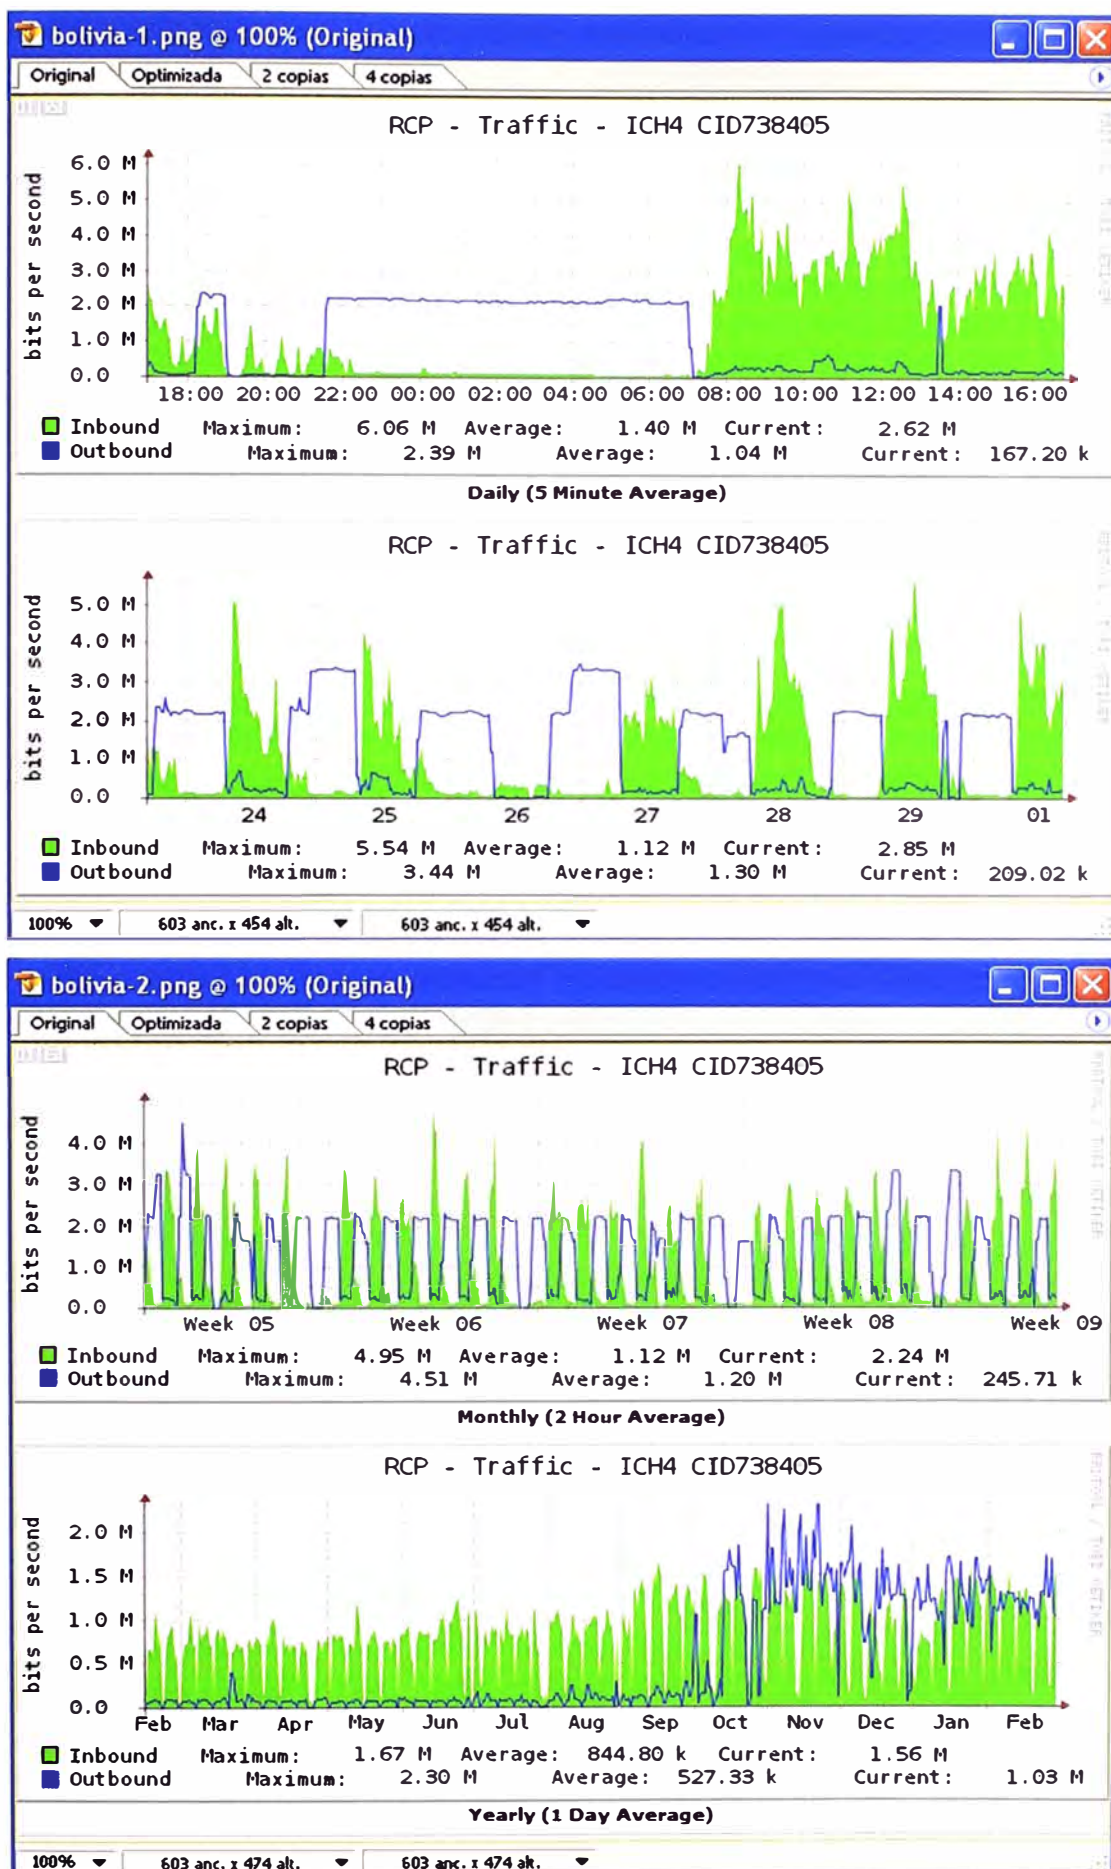 bolivia-1.png @ 100% (Original)
Original Optimizada 2 copias 4 copias
RCP - Traffic - ICH4 CID738405
bits per second
6.0 M
5.0 M
4.0 M
3.0 M
2.0 M
1.0 M
0.0
18:00 20:00 22:00 00:00 02:00 04:00 06:00 08:00 10:00 12:00 14:00 16:00
Inbound Maximum: 6.06 M Average: 1.40 M Current: 2.62 M
Outbound Maximum: 2.39 M Average: 1.04 M Current: 167.20 k
Daily (5 Minute Average)
RCP - Traffic - ICH4 CID738405
bits per second
5.0 M
4.0 M
3.0 M
2.0 M
1.0 M
0.0
24 25 26 27 28 29 01
Inbound Maximum: 5.54 M Average: 1.12 M Current: 2.85 M
Outbound Maximum: 3.44 M Average: 1.30 M Current: 209.02 k
100% 603 anc. x 454 alt. 603 anc. x 454 alt.
bolivia-2.png @ 100% (Original)
Original Optimizada 2 copias 4 copias
RCP - Traffic - ICH4 CID738405
bits per second
4.0 M
3.0 M
2.0 M
1.0 M
0.0
Week 05 Week 06 Week 07 Week 08 Week 09
Inbound Maximum: 4.95 M Average: 1.12 M Current: 2.24 M
Outbound Maximum: 4.51 M Average: 1.20 M Current: 245.71 k
Monthly (2 Hour Average)
RCP - Traffic - ICH4 CID738405
bits per second
2.0 M
1.5 M
1.0 M
0.5 M
0.0
Feb Mar Apr May Jun Jul Aug Sep Oct Nov Dec Jan Feb
Inbound Maximum: 1.67 M Average: 844.80 k Current: 1.56 M
Outbound Maximum: 2.30 M Average: 527.33 k Current: 1.03 M
Yearly (1 Day Average)
100% 603 anc. x 474 alt. 603 anc. x 474 alt.